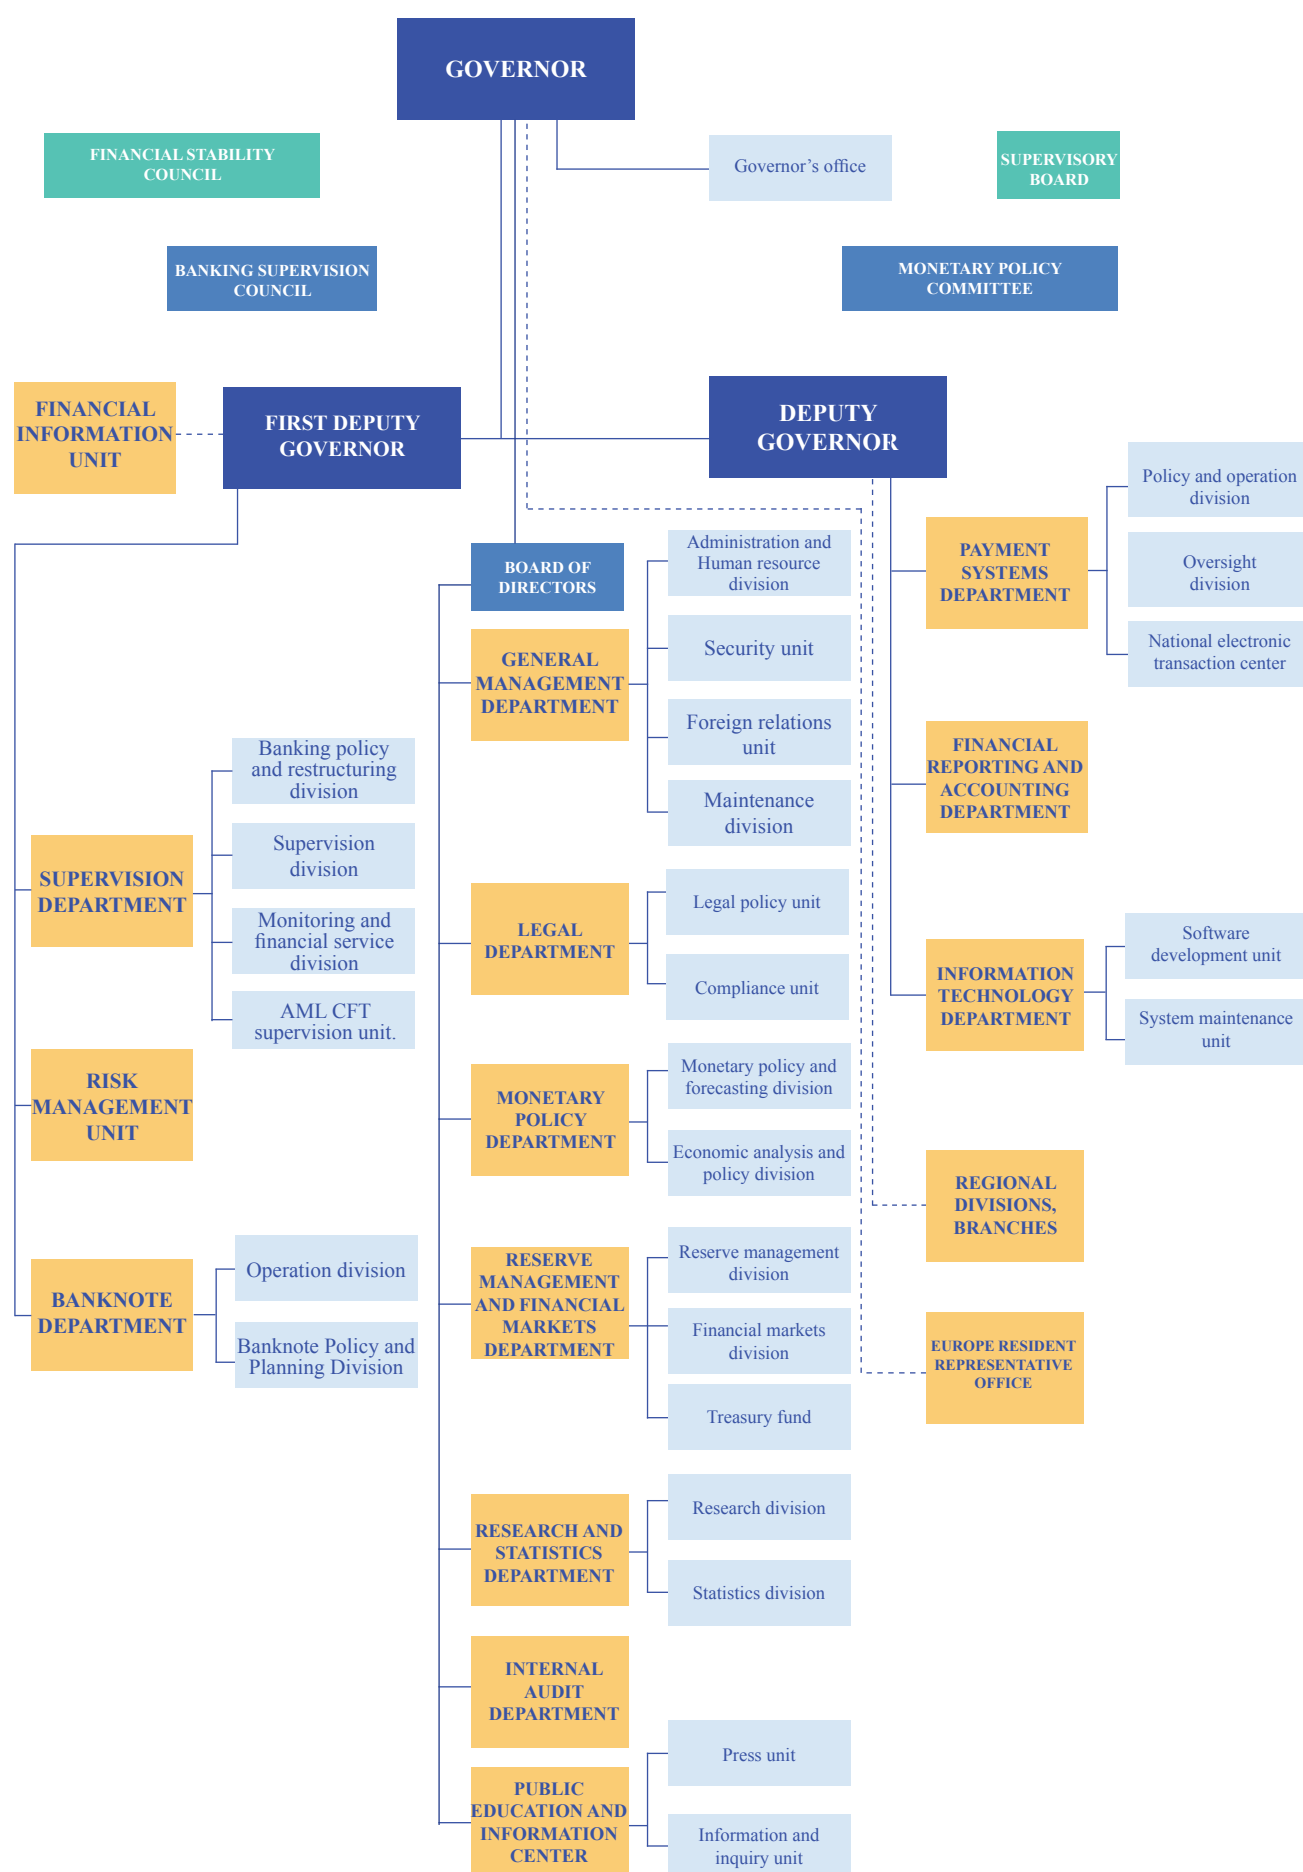 GOVERNOR
Governor's office
FINANCIAL STABILITY
COUNCIL
SUPERVISORY
BOARD
BANKING SUPERVISION
COUNCIL
MONETARY POLICY
COMMITTEE
FINANCIAL
INFORMATION
UNIT
FIRST DEPUTY
GOVERNOR
DEPUTY
GOVERNOR
SUPERVISION
DEPARTMENT
Banking policy
and restructuring
division
Supervision
division
Monitoring and
financial service
division
AML CFT
supervision unit.
RISK
MANAGEMENT
UNIT
BANKNOTE
DEPARTMENT
Operation division
Banknote Policy and
Planning Division
BOARD OF
DIRECTORS
GENERAL
MANAGEMENT
DEPARTMENT
Administration and
Human resource
division
Security unit
Foreign relations
unit
Maintenance
division
LEGAL
DEPARTMENT
Legal policy unit
Compliance unit
MONETARY
POLICY
DEPARTMENT
Monetary policy and
forecasting division
Economic analysis and
policy division
RESERVE
MANAGEMENT
AND FINANCIAL
MARKETS
DEPARTMENT
Reserve management
division
Financial markets
division
Treasury fund
RESEARCH AND
STATISTICS
DEPARTMENT
Research division
Statistics division
INTERNAL
AUDIT
DEPARTMENT
PUBLIC
EDUCATION AND
INFORMATION
CENTER
Press unit
Information and
inquiry unit
PAYMENT
SYSTEMS
DEPARTMENT
Policy and operation
division
Oversight
division
National electronic
transaction center
FINANCIAL
REPORTING AND
ACCOUNTING
DEPARTMENT
INFORMATION
TECHNOLOGY
DEPARTMENT
Software
development unit
System maintenance
unit
REGIONAL
DIVISIONS,
BRANCHES
EUROPE RESIDENT
REPRESENTATIVE
OFFICE